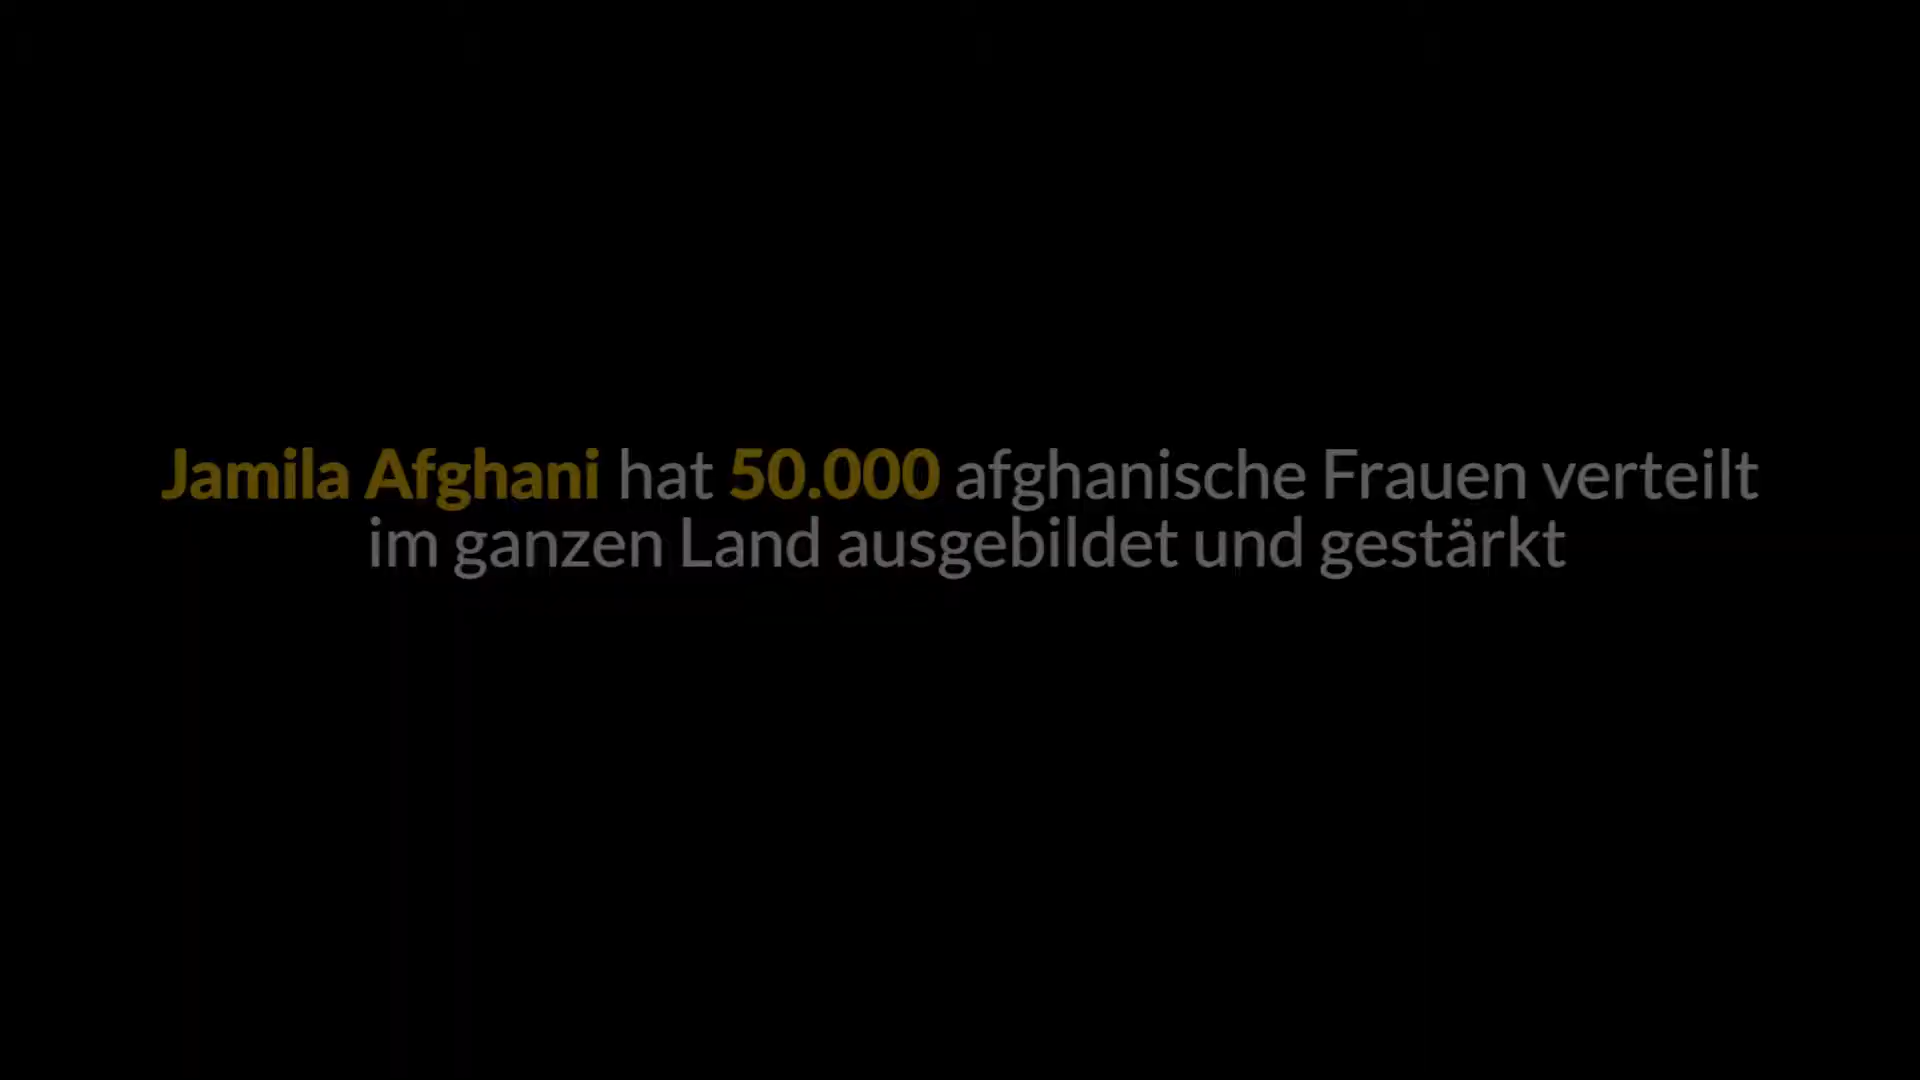 Jamila Afghani hat 50.000 afghanische Frauen verteilt
im ganzen Land ausgebildet und gestärkt